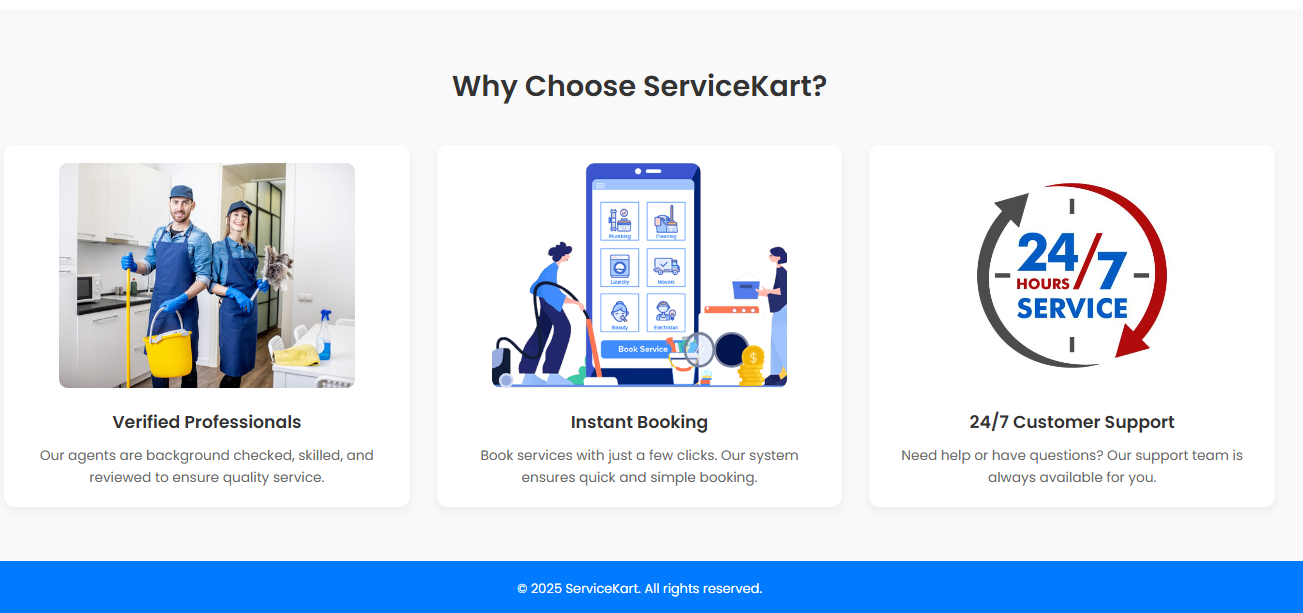 Why Choose ServiceKart?
Plumbing
Cleaning
Laundry
Movers
Beauty
Electrician
Book Service
$
24/7
HOURS
SERVICE
Verified Professionals
Our agents are background checked, skilled, and
reviewed to ensure quality service.
Instant Booking
Book services with just a few clicks. Our system
ensures quick and simple booking.
24/7 Customer Support
Need help or have questions? Our support team is
always available for you.
© 2025 ServiceKart. All rights reserved.